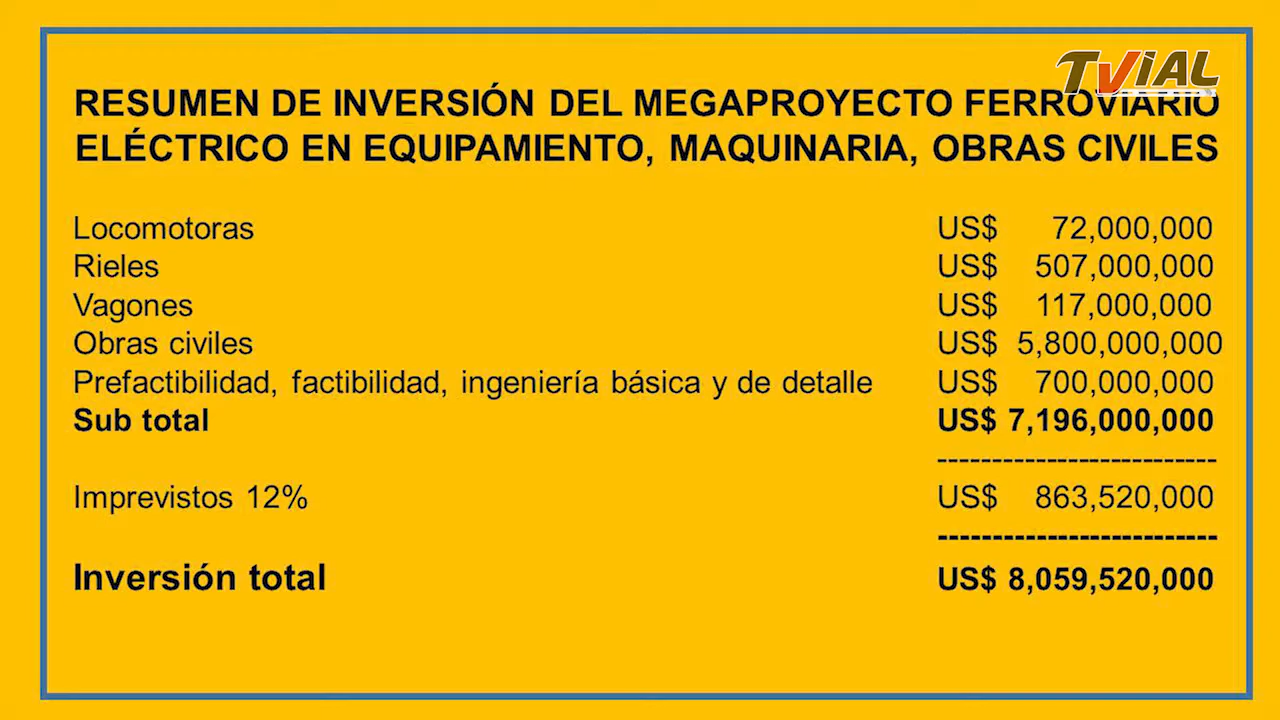 TViAL
RESUMEN DE INVERSIÓN DEL MEGAPROYECTO FERROVIARIO
ELÉCTRICO EN EQUIPAMIENTO, MAQUINARIA, OBRAS CIVILES
Locomotoras US$ 72,000,000
Rieles US$ 507,000,000
Vagones US$ 117,000,000
Obras civiles US$ 5,800,000,000
Prefactibilidad, factibilidad, ingeniería básica y de detalle US$ 700,000,000
Sub total US$ 7,196,000,000
--------------------------
Imprevistos 12% US$ 863,520,000
--------------------------
Inversión total US$ 8,059,520,000